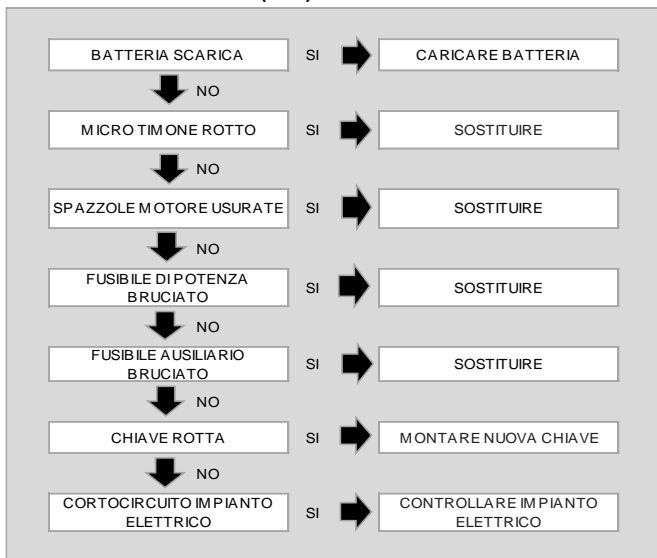 BATTERIA SCARICA SI CARICARE BATTERIA
NO
MICRO TIMONE ROTTO SI SOSTITUIRE
NO
SPAZZOLE MOTORE USURATE SI SOSTITUIRE
NO
FUSIBILE DI POTENZA
BRUCIATO
SI SOSTITUIRE
NO
FUSIBILE AUSILIARIO
BRUCIATO
SI SOSTITUIRE
NO
CHIAVE ROTTA SI MONTARE NUOVA CHIAVE
NO
CORTOCIRCUITO IMPIANTO
ELETTRICO
SI
CONTROLLARE IMPIANTO
ELETTRICO